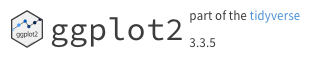 ggplot2
ggplot2
part of the tidyverse
3.3.5